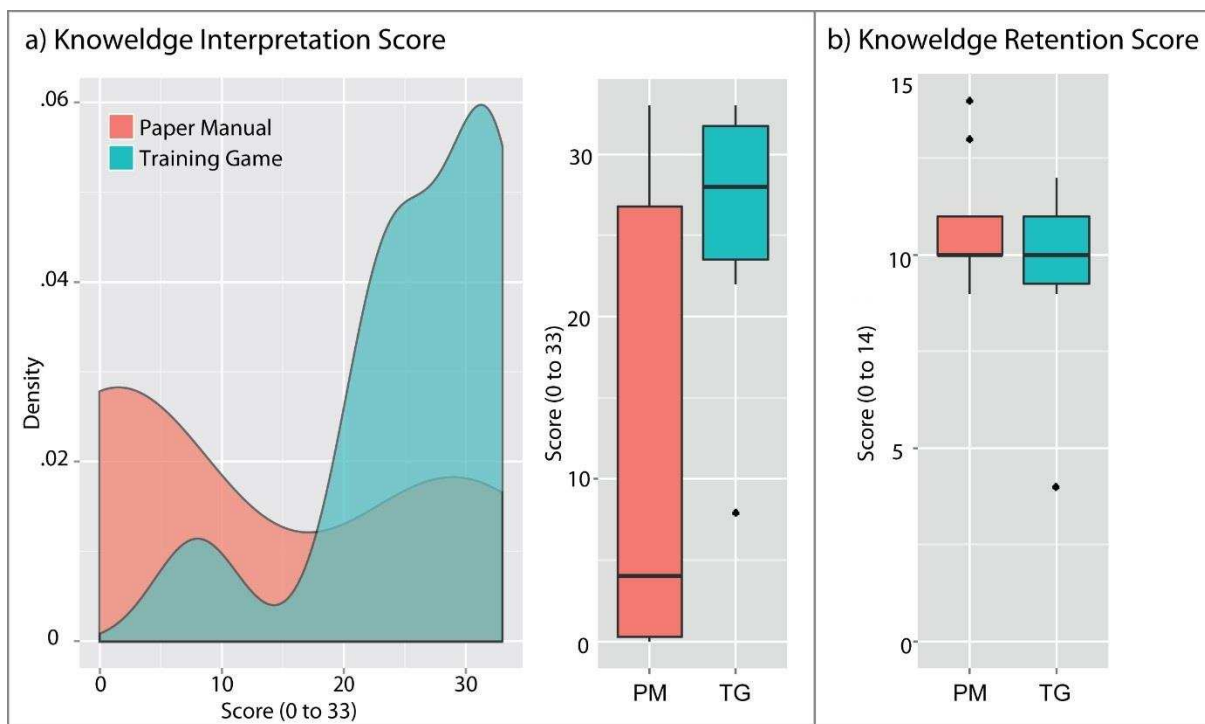 a) Knoweldge Interpretation Score
.06
.04
.02
0
Density
Paper Manual
Training Game
0 10 20 30
Score (0 to 33)
30
20
10
0
Score (0 to 33)
PM TG
b) Knoweldge Retention Score
15
10
5
0
Score (0 to 14)
PM TG